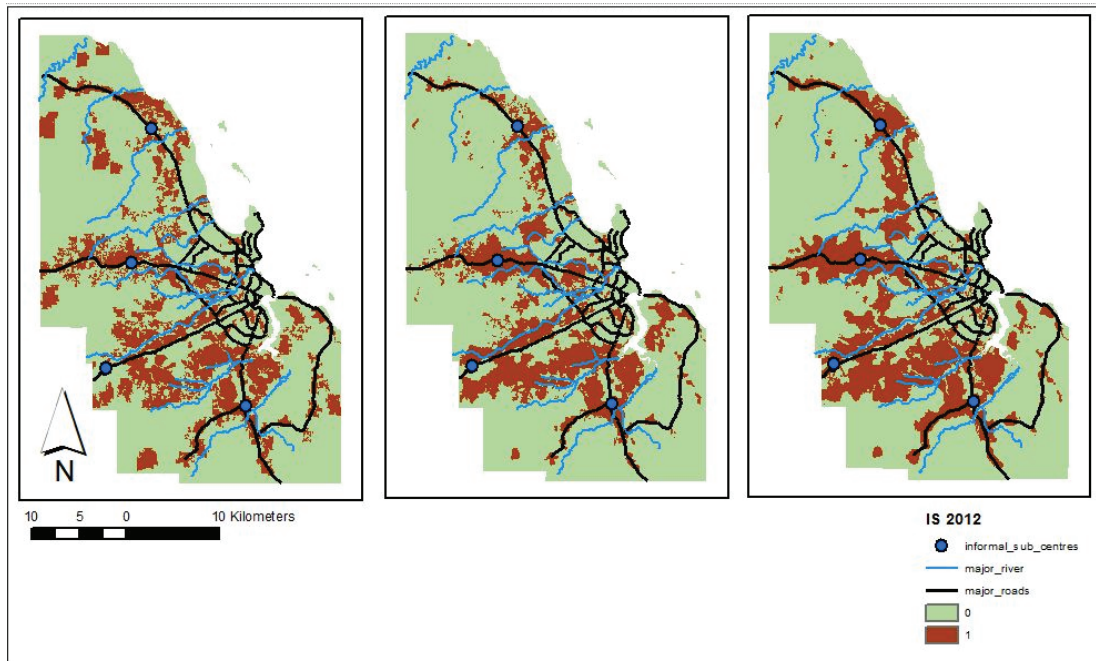 N
10 5 0 10 Kilometers
IS 2012
informal_sub_centres
major_river
major_roads
0
1